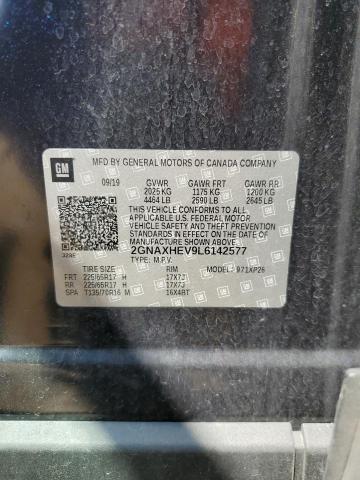 GM
MFD BY GENERAL MOTORS OF CANADA COMPANY
09/19 GVWR GAWR FRT GAWR RR
2025 KG 1175 KG 1200 KG
4464 LB 2590 LB 2645 LB
THIS VEHICLE CONFORMS TO ALL
APPLICABLE U.S. FEDERAL MOTOR
VEHICLE SAFETY, BUMPER, AND THEFT
PREVENTION STANDARDS IN EFFECT ON
THE DATE OF MANUFACTURE SHOWN ABOVE.
2GNAXHEV9L6142577
TYPE: M.P.V.
TIRE SIZE RIM MODEL: 971XP26
FRT 225/65R17 H 17X7J
RR 225/65R17 H 17X7J
SPA T135/70R16 M 16X4BT